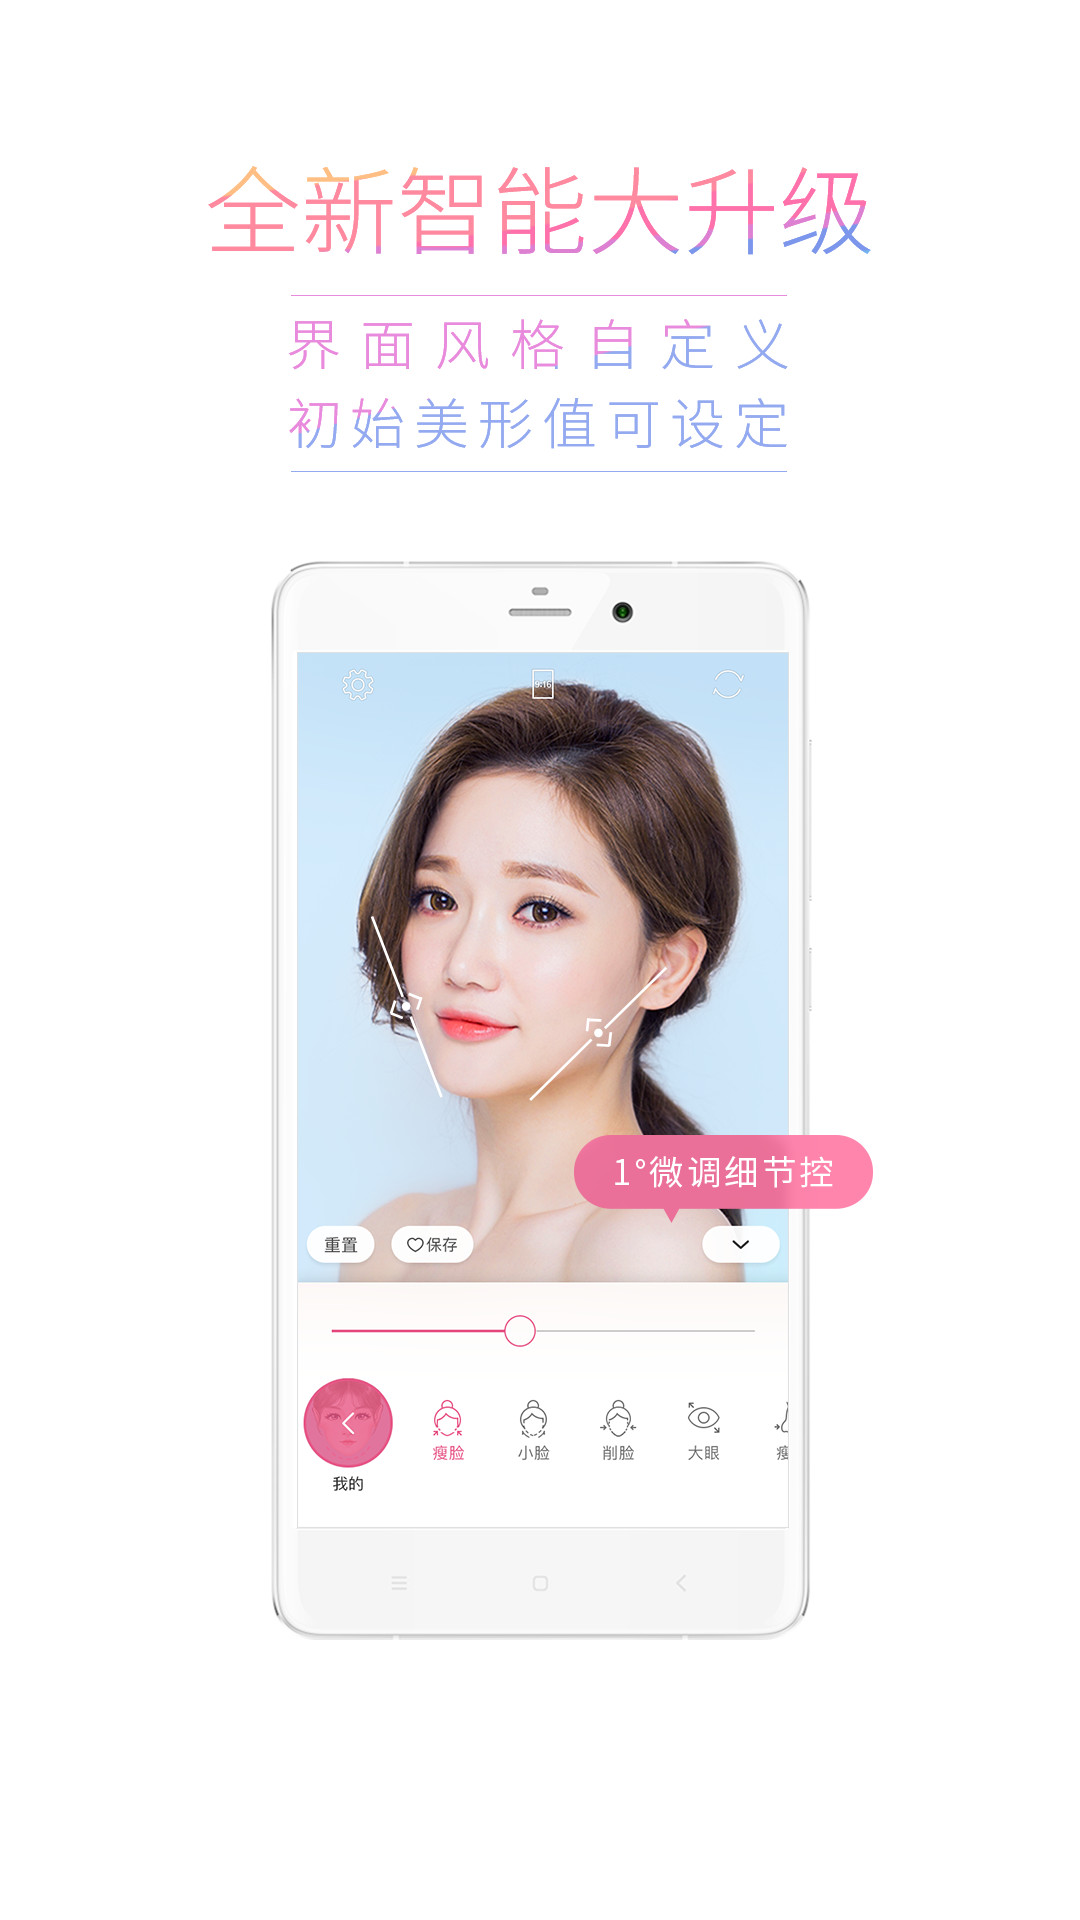 全新智能大升级
界面风格自定义
初始美形值可设定
9:16
1°微调细节控
重置
保存
瘦脸
小脸
削脸
大眼
我的